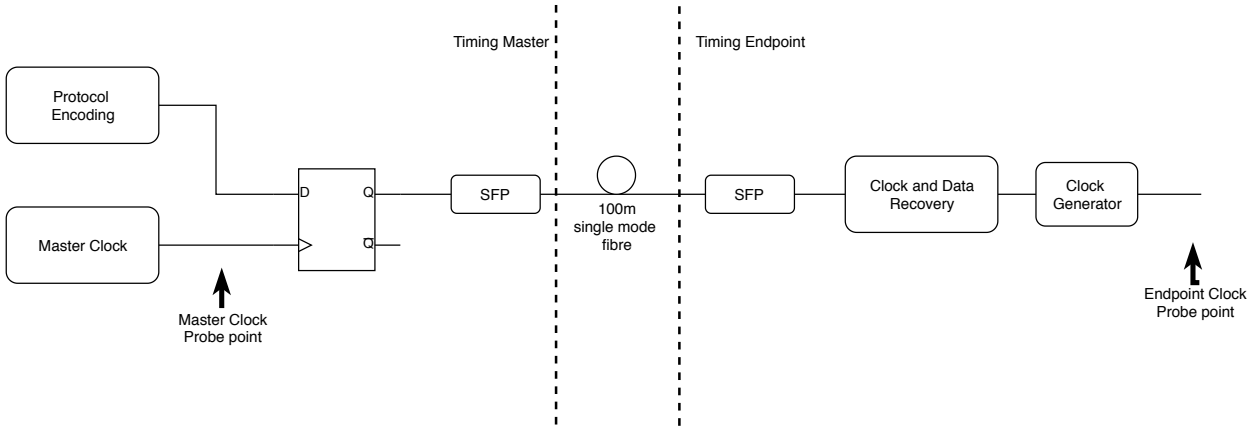 Timing Master
Timing Endpoint
Protocol
Encoding
D
Q
SFP
SFP
Clock and Data
Recovery
Clock
Generator
100m
single mode
fibre
Master Clock
Q̅
Master Clock
Probe point
Endpoint Clock
Probe point